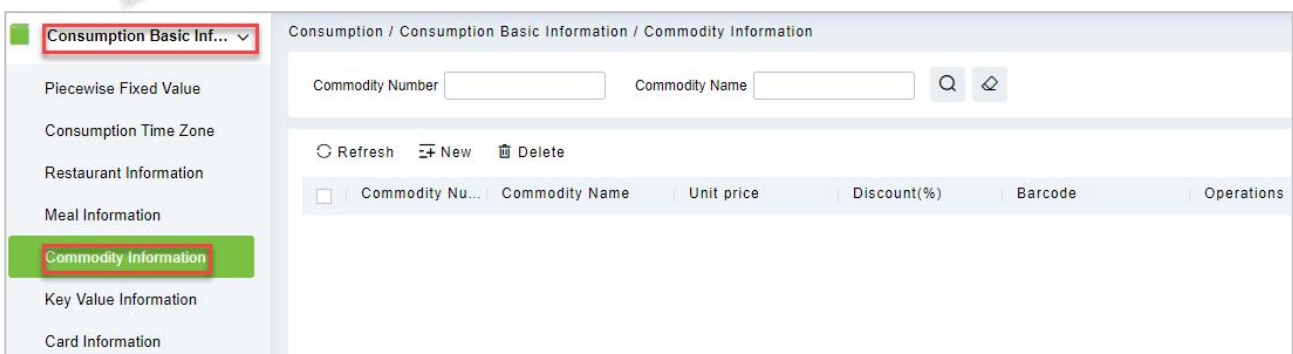 Consumption Basic Inf...
Consumption / Consumption Basic Information / Commodity Information
Piecewise Fixed Value
Consumption Time Zone
Restaurant Information
Meal Information
Commodity Information
Key Value Information
Card Information
Commodity Number Commodity Name
Refresh New Delete
Commodity Nu... Commodity Name Unit price Discount(%) Barcode Operations